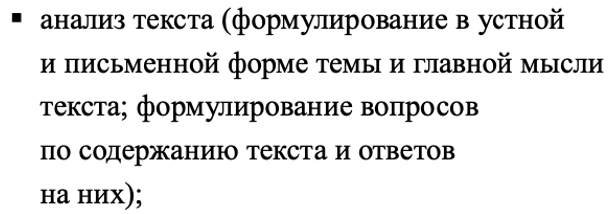 ▪ анализ текста (формулирование в устной
и письменной форме темы и главной мысли
текста; формулирование вопросов
по содержанию текста и ответов
на них);